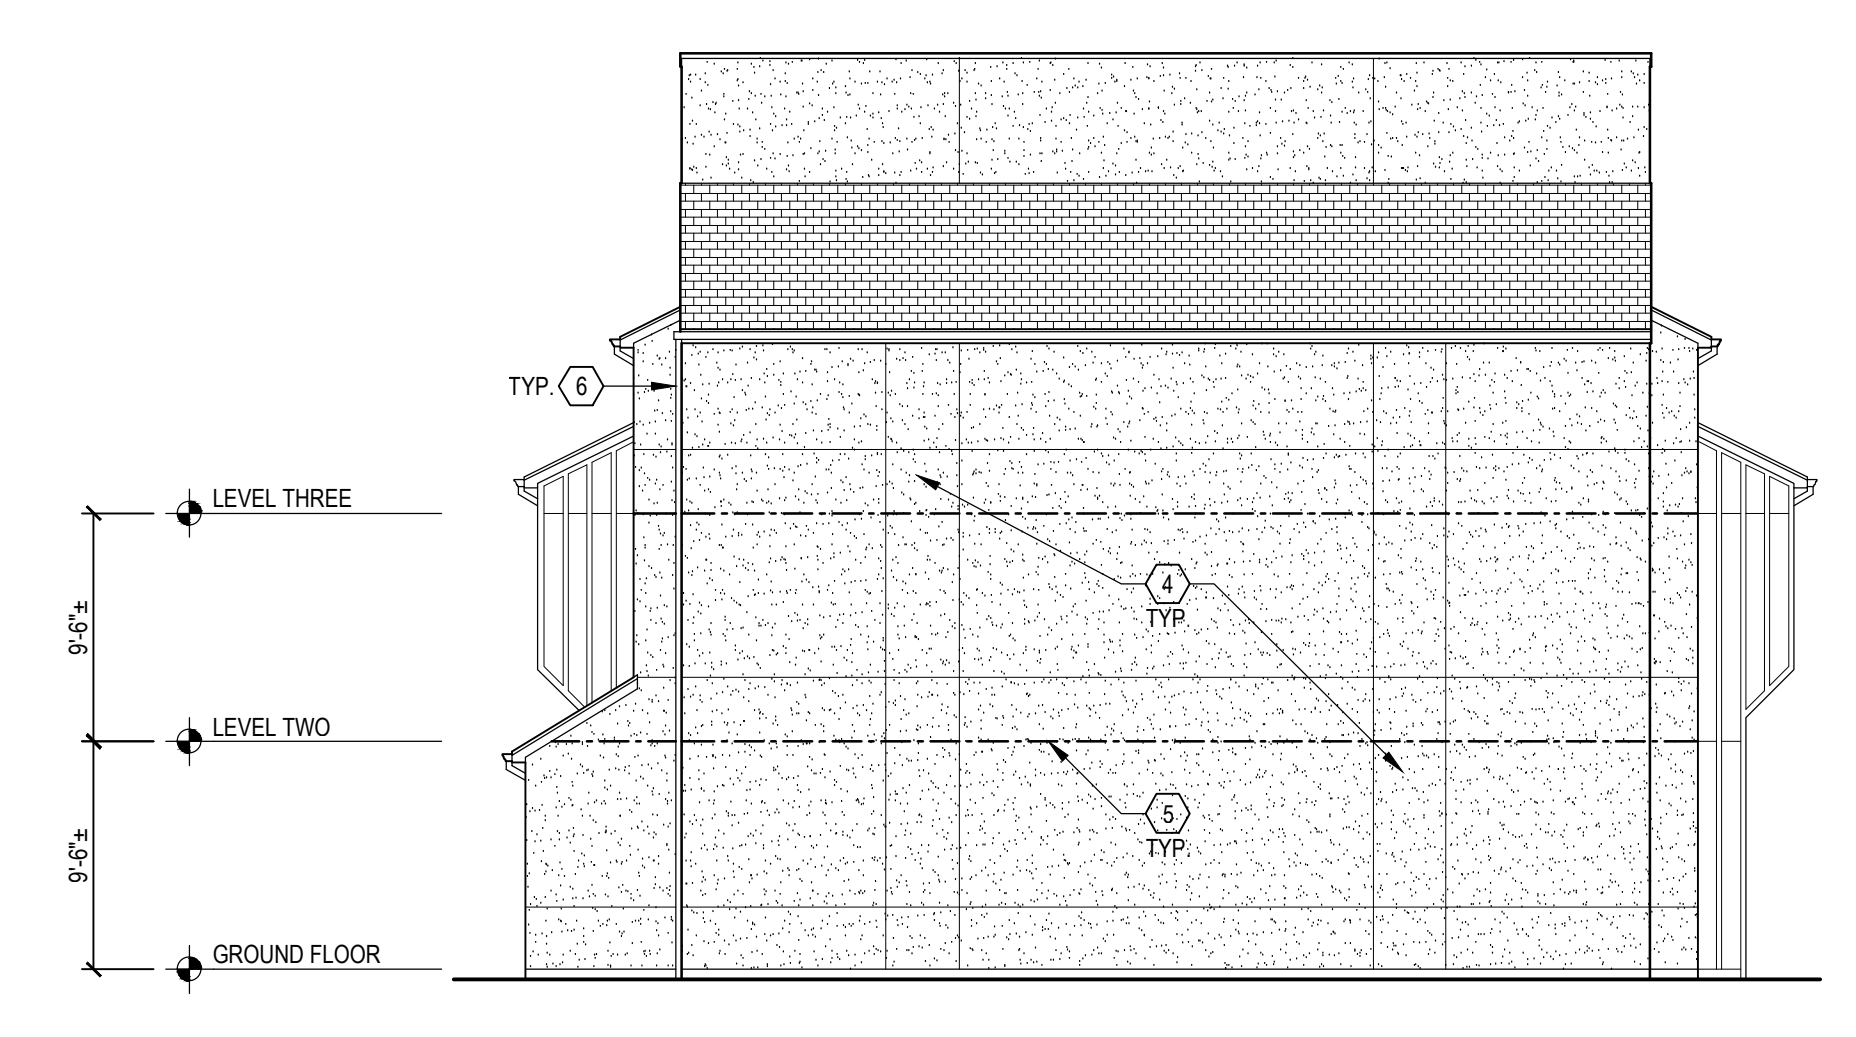 TYP. 6
LEVEL THREE
4
TYP.
9'-6"±
LEVEL TWO
5
TYP.
9'-6"±
GROUND FLOOR